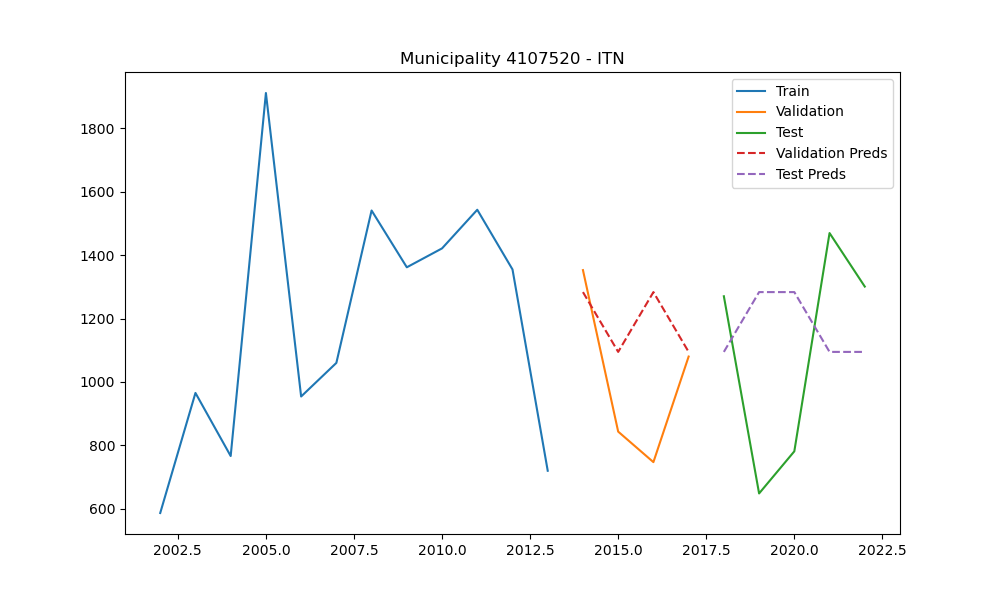 Municipality 4107520 - ITN
Train
Validation
Test
Validation Preds
Test Preds
1800
1600
1400
1200
1000
800
600
2002.5 2005.0 2007.5 2010.0 2012.5 2015.0 2017.5 2020.0 2022.5